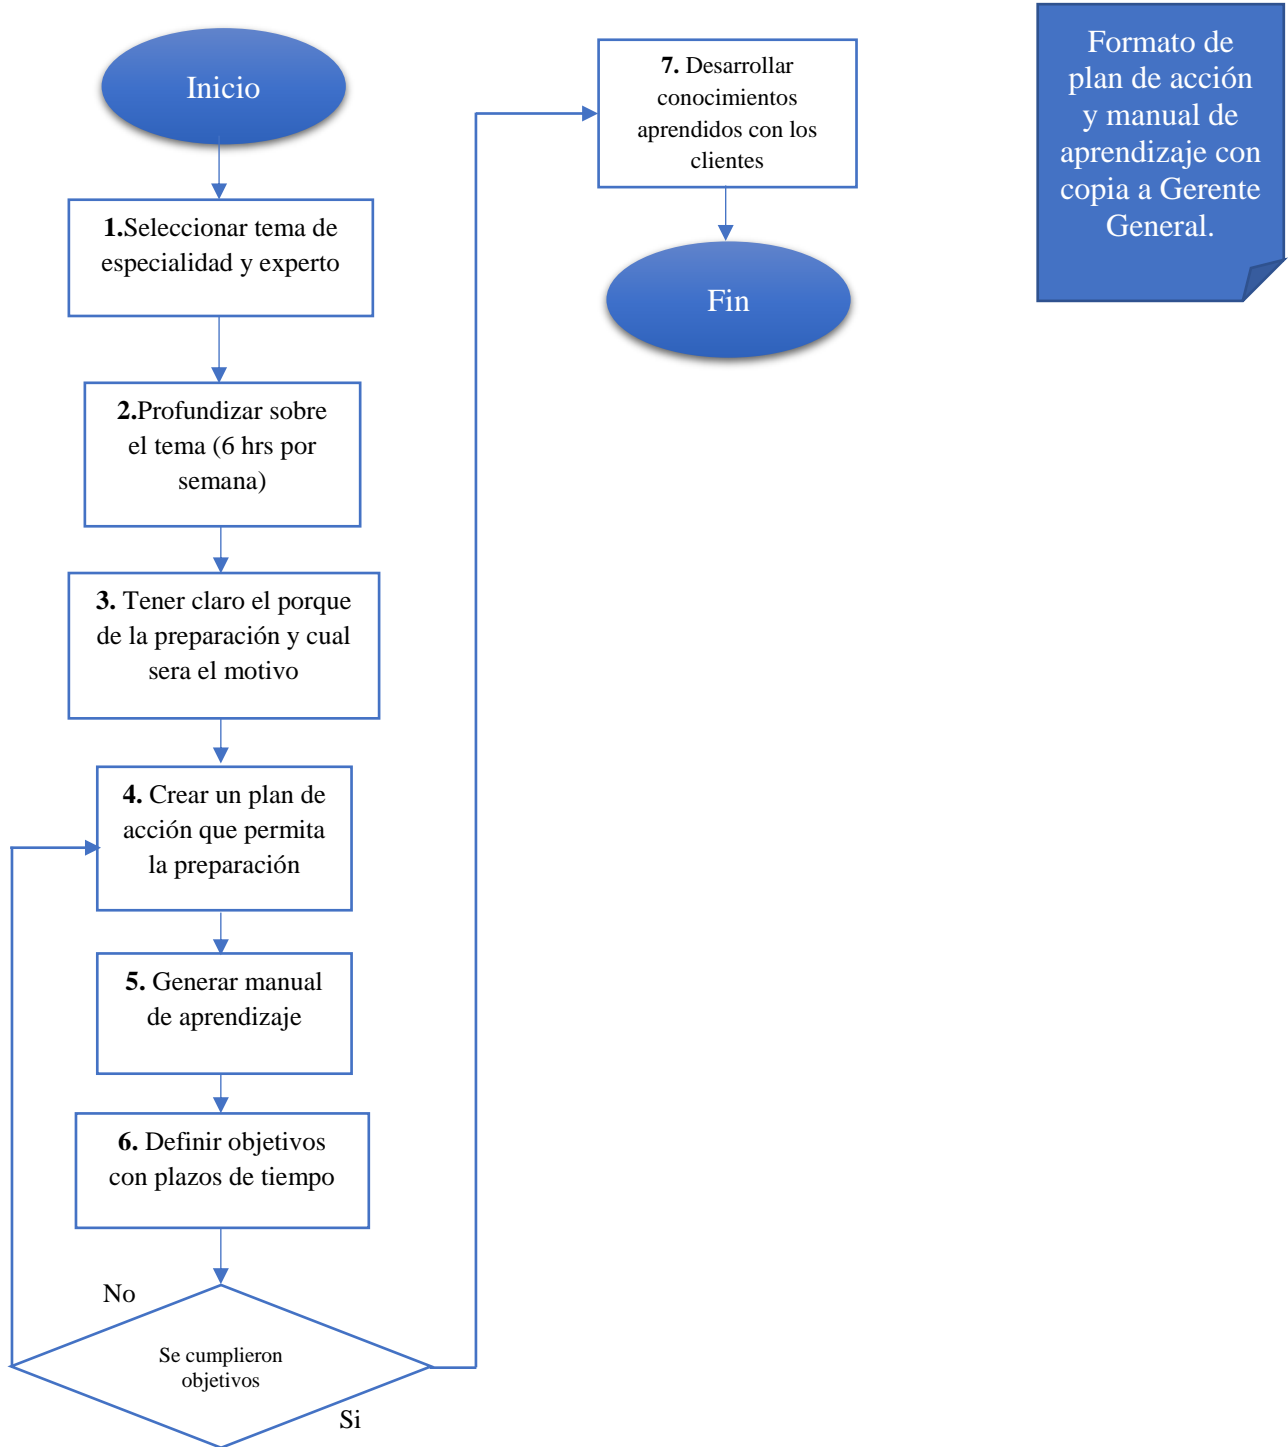 Inicio
1.Seleccionar tema de
especialidad y experto
2.Profundizar sobre
el tema (6 hrs por
semana)
3. Tener claro el porque
de la preparación y cual
sera el motivo
4. Crear un plan de
acción que permita
la preparación
5. Generar manual
de aprendizaje
6. Definir objetivos
con plazos de tiempo
No
Se cumplieron
objetivos
Si
7. Desarrollar
conocimientos
aprendidos con los
clientes
Fin
Formato de
plan de acción
y manual de
aprendizaje con
copia a Gerente
General.